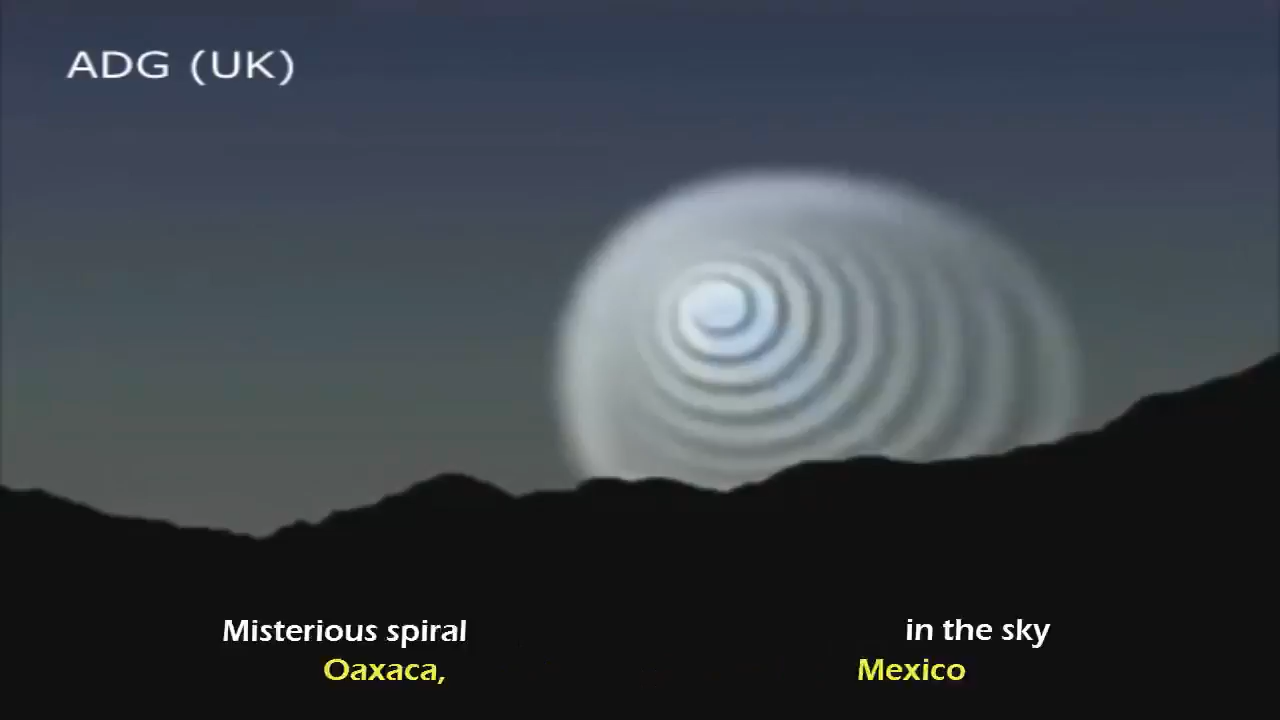 ADG (UK)
Misterious spiral in the sky
Oaxaca, Mexico